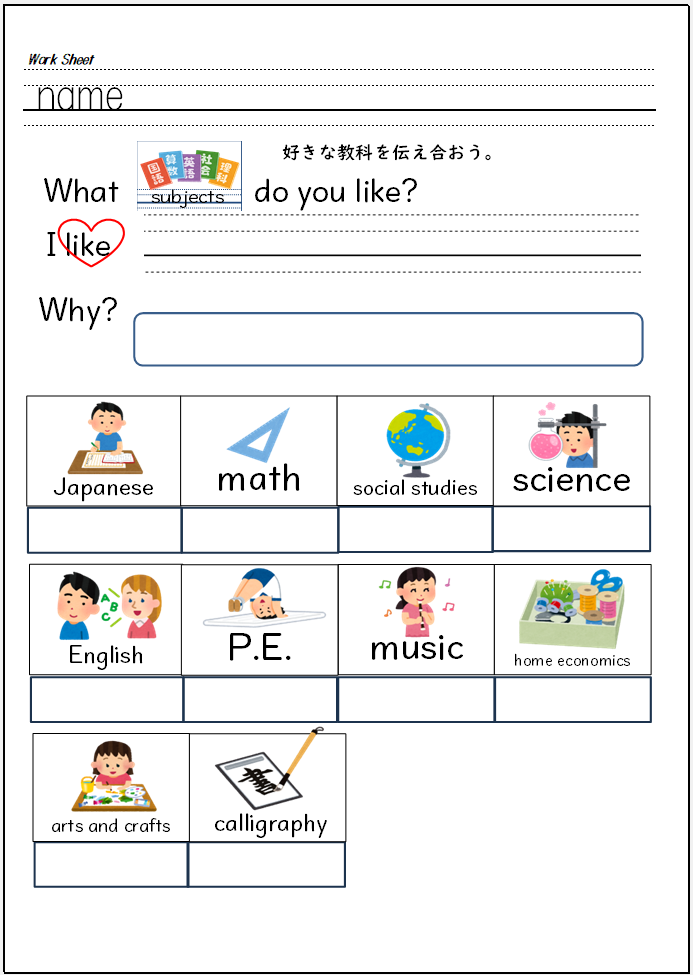 Work Sheet
name
好きな教科を伝え合おう。
国語 算数 英語 社会 理科
What subjects do you like?
I like
Why?
Japanese math social studies science
A B C
English P.E. music home economics
書
arts and crafts calligraphy